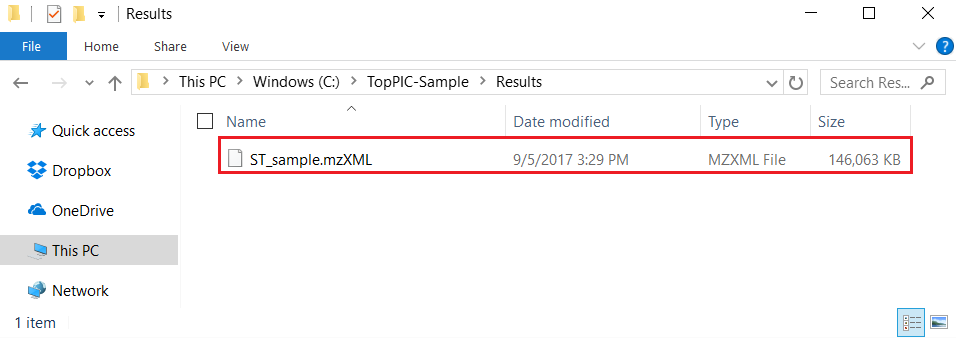 Results
File Home Share View
This PC Windows (C:) TopPIC-Sample Results Search Res...
Name Date modified Type Size
Quick access
ST_sample.mzXML 9/5/2017 3:29 PM MZXML File 146,063 KB
Dropbox
OneDrive
This PC
Network
1 item